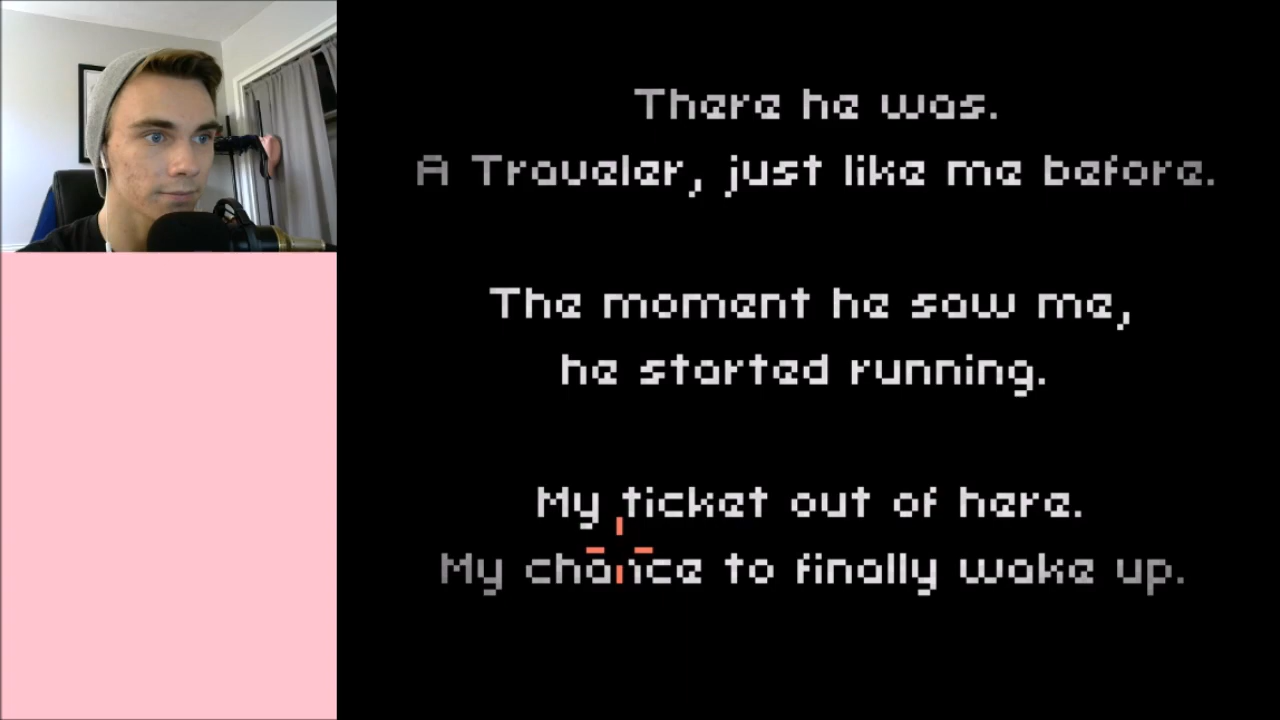 There he was.
A Traveler, just like me before.
The moment he saw me,
he started running.
My ticket out of here.
My chance to finally wake up.